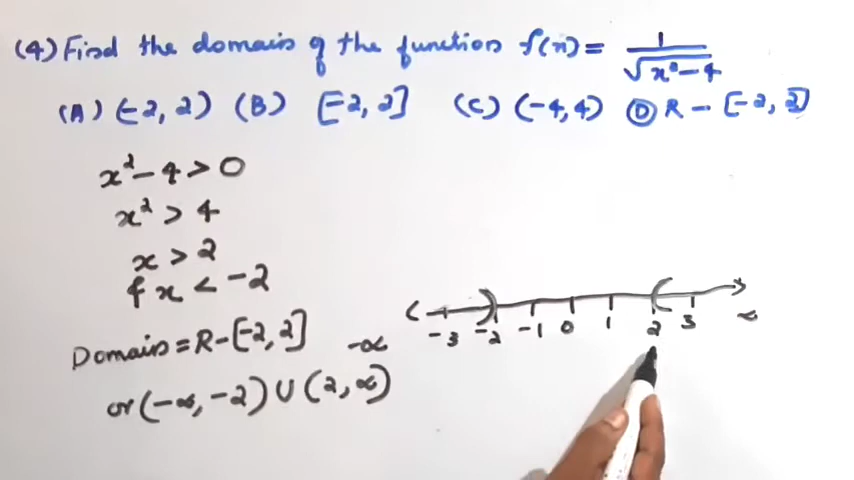 (4) Find the domain of the function f(x) = 1/√x²-4
(A) (-2, 2) (B) [-2, 2] (C) (-4, 4) (D) R - [-2, 2]
x² - 4 > 0
x² > 4
x > 2
& x < -2
Domain = R - [-2, 2]
or (-∞, -2) ∪ (2, ∞)
-3 -2 -1 0 1 2 3
-∞ ∞